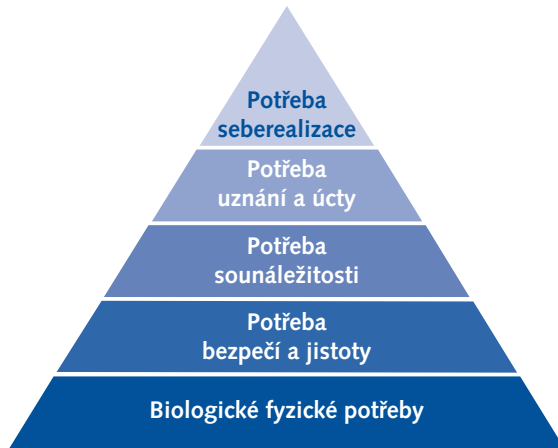 Potřeba
seberealizace
Potřeba
uznání a úcty
Potřeba
sounáležitosti
Potřeba
bezpečí a jistoty
Biologické fyzické potřeby